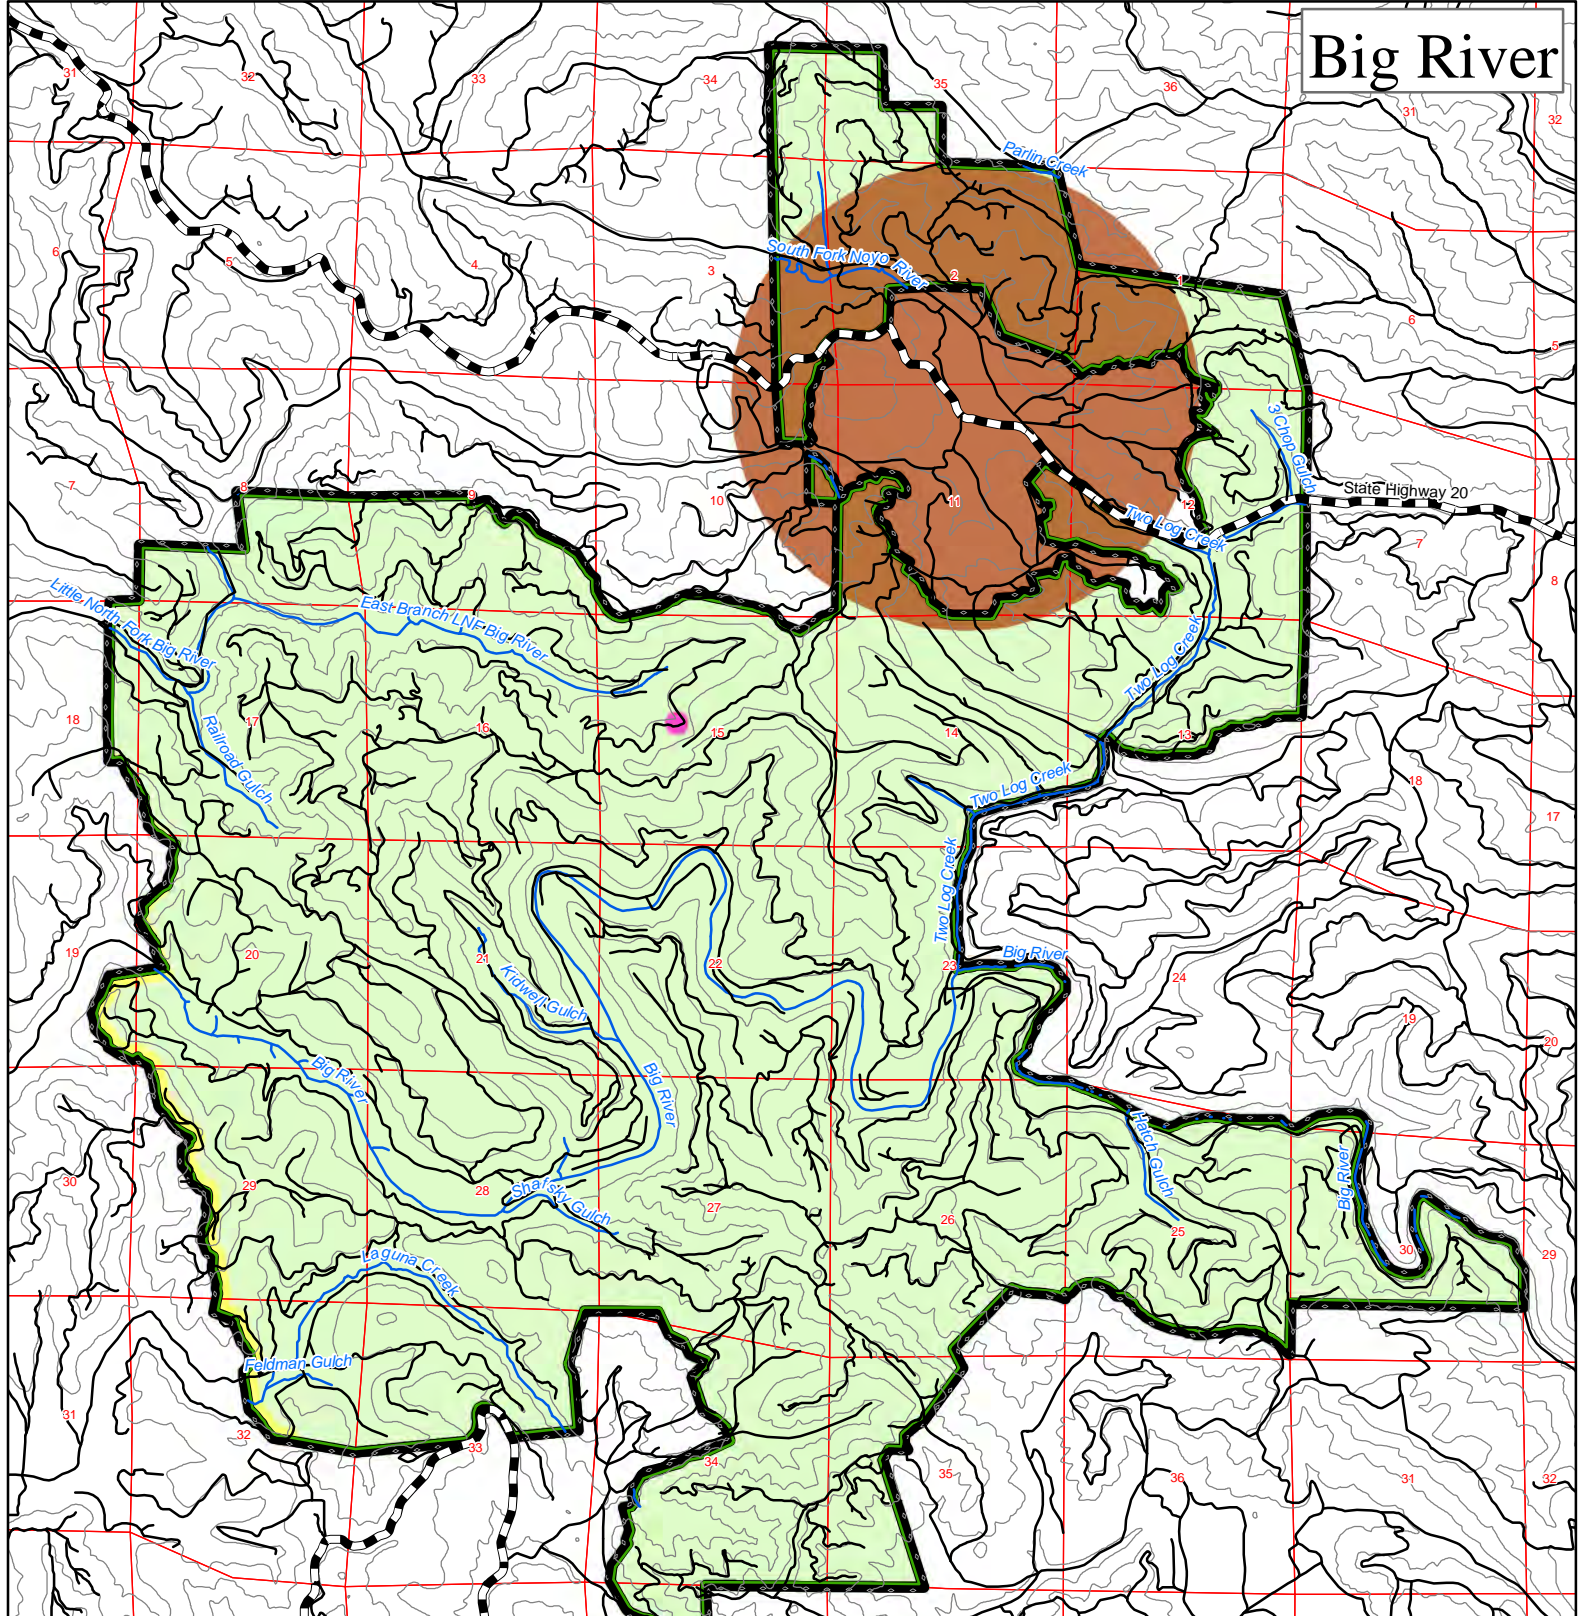 Big River
31
32
33
34
35
36
31
32
Parlin Creek
6
5
4
3
South Fork Noyo River
2
1
6
5
3 Chop Gulch
7
8
9
10
11
12
State Highway 20
Two Log Creek
7
8
Little North Fork Big River
East Branch LNF Big River
Two Log Creek
18
17
Railroad Gulch
16
15
14
13
Two Log Creek
18
17
Two Log Creek
19
20
21
Kidwell Gulch
22
23
Big River
24
19
20
Big River
Big River
Hatch Gulch
Big River
30
29
28
Shafsky Gulch
27
26
25
30
29
Laguna Creek
Feldman Gulch
31
32
33
34
35
36
31
32